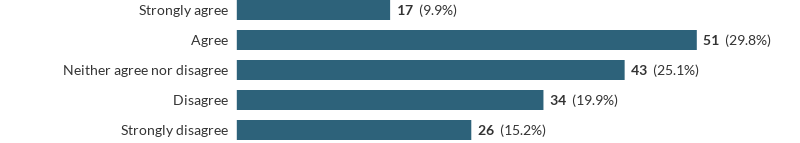 Strongly agree 17 (9.9%)
Agree 51 (29.8%)
Neither agree nor disagree 43 (25.1%)
Disagree 34 (19.9%)
Strongly disagree 26 (15.2%)